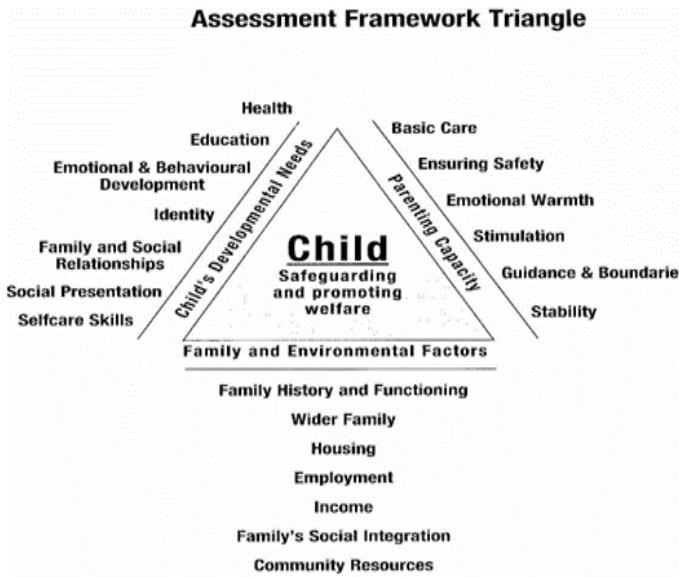 Assessment Framework Triangle
Health
Education
Emotional & Behavioural
Development
Identity
Family and Social
Relationships
Social Presentation
Selfcare Skills
Child's Developmental Needs
Child
Safeguarding
and promoting
welfare
Parenting Capacity
Basic Care
Ensuring Safety
Emotional Warmth
Stimulation
Guidance & Boundarie
Stability
Family and Environmental Factors
Family History and Functioning
Wider Family
Housing
Employment
Income
Family's Social Integration
Community Resources